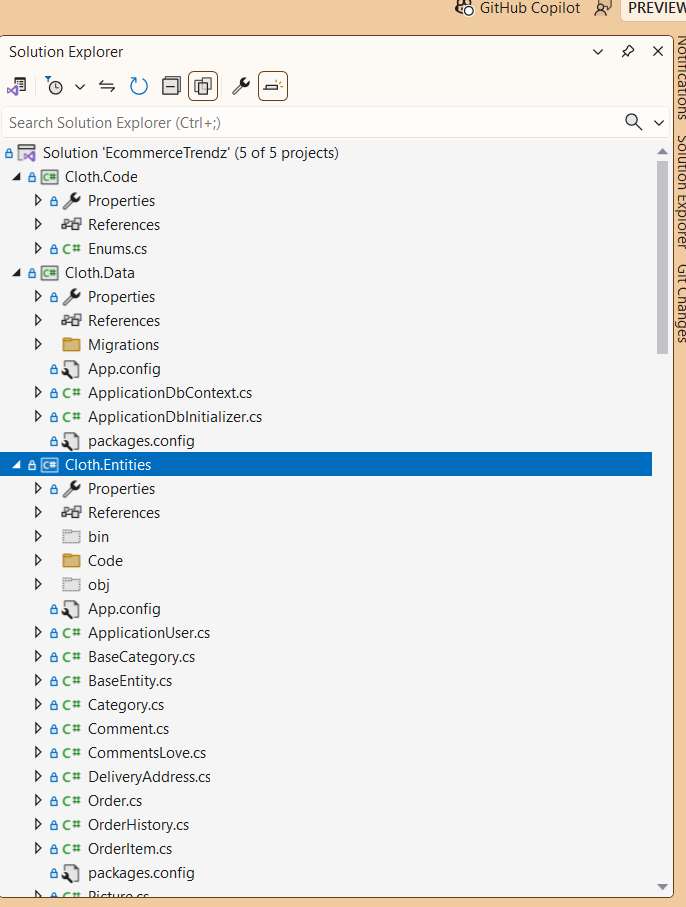 GitHub Copilot
PREVIEW
Solution Explorer
Search Solution Explorer (Ctrl+;)
Solution 'EcommerceTrendz' (5 of 5 projects)
C# Cloth.Code
Properties
References
C# Enums.cs
C# Cloth.Data
Properties
References
Migrations
App.config
C# ApplicationDbContext.cs
C# ApplicationDbInitializer.cs
packages.config
C# Cloth.Entities
Properties
References
bin
Code
obj
App.config
C# ApplicationUser.cs
C# BaseCategory.cs
C# BaseEntity.cs
C# Category.cs
C# Comment.cs
C# CommentsLove.cs
C# DeliveryAddress.cs
C# Order.cs
C# OrderHistory.cs
C# OrderItem.cs
packages.config
C# Picture.cs
Notifications
Solution Explorer
Git Changes